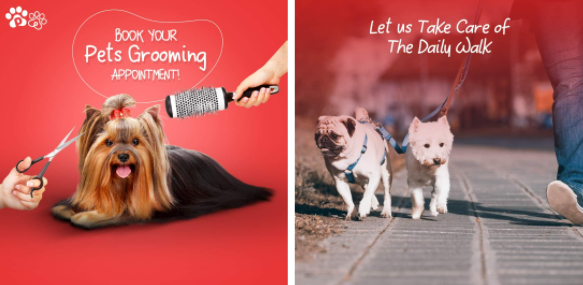 BOOK YOUR
Pets Grooming
APPOINTMENT!
Let us Take Care of
The Daily Walk